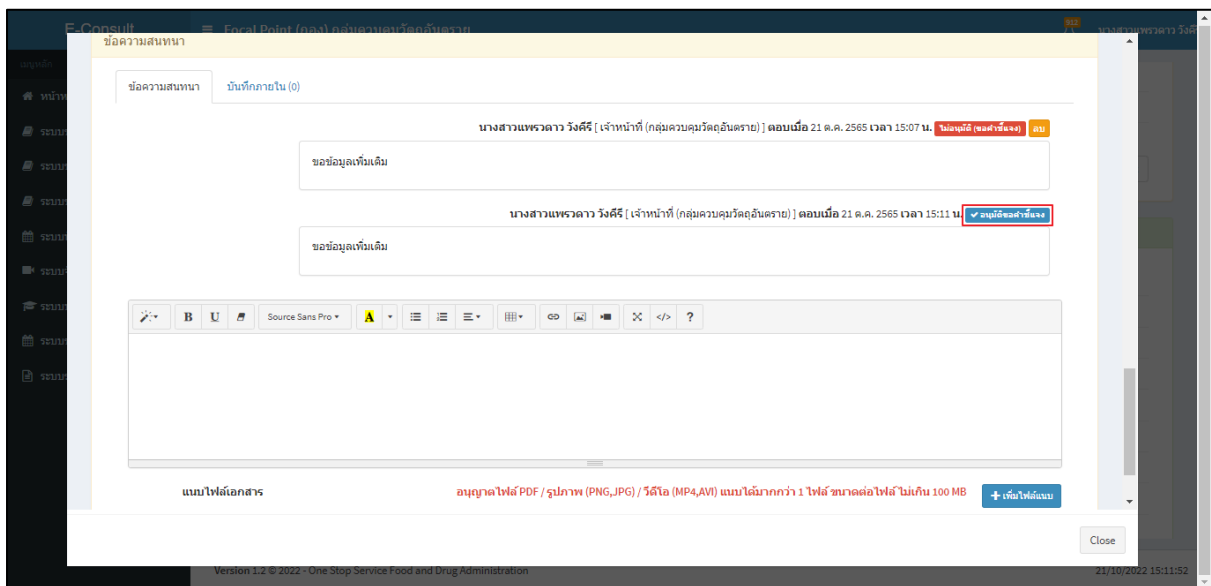 E-Consult
Focal Point (กอง) กลุ่มควบคุมวัตถุอันตราย
512
นางสาวแพรวดาว วังคีรี
ข้อความสนทนา
เมนูหลัก
ข้อความสนทนา บันทึกภายใน (0)
นางสาวแพรวดาว วังคีรี [ เจ้าหน้าที่ (กลุ่มควบคุมวัตถุอันตราย) ] ตอบเมื่อ 21 ต.ค. 2565 เวลา 15:07 น. ไม่อนุมัติ (ขอคำชี้แจง) ลบ
ขอข้อมูลเพิ่มเติม
นางสาวแพรวดาว วังคีรี [ เจ้าหน้าที่ (กลุ่มควบคุมวัตถุอันตราย) ] ตอบเมื่อ 21 ต.ค. 2565 เวลา 15:11 น. อนุมัติขอคำชี้แจง
ขอข้อมูลเพิ่มเติม
B U Source Sans Pro A </> ?
แนบไฟล์เอกสาร อนุญาตไฟล์ PDF / รูปภาพ (PNG,JPG) / วีดีโอ (MP4,AVI) แนบได้มากกว่า 1 ไฟล์ ขนาดต่อไฟล์ ไม่เกิน 100 MB + เพิ่มไฟล์แนบ
Close
Version 1.2 © 2022 - One Stop Service Food and Drug Administration 21/10/2022 15:11:52